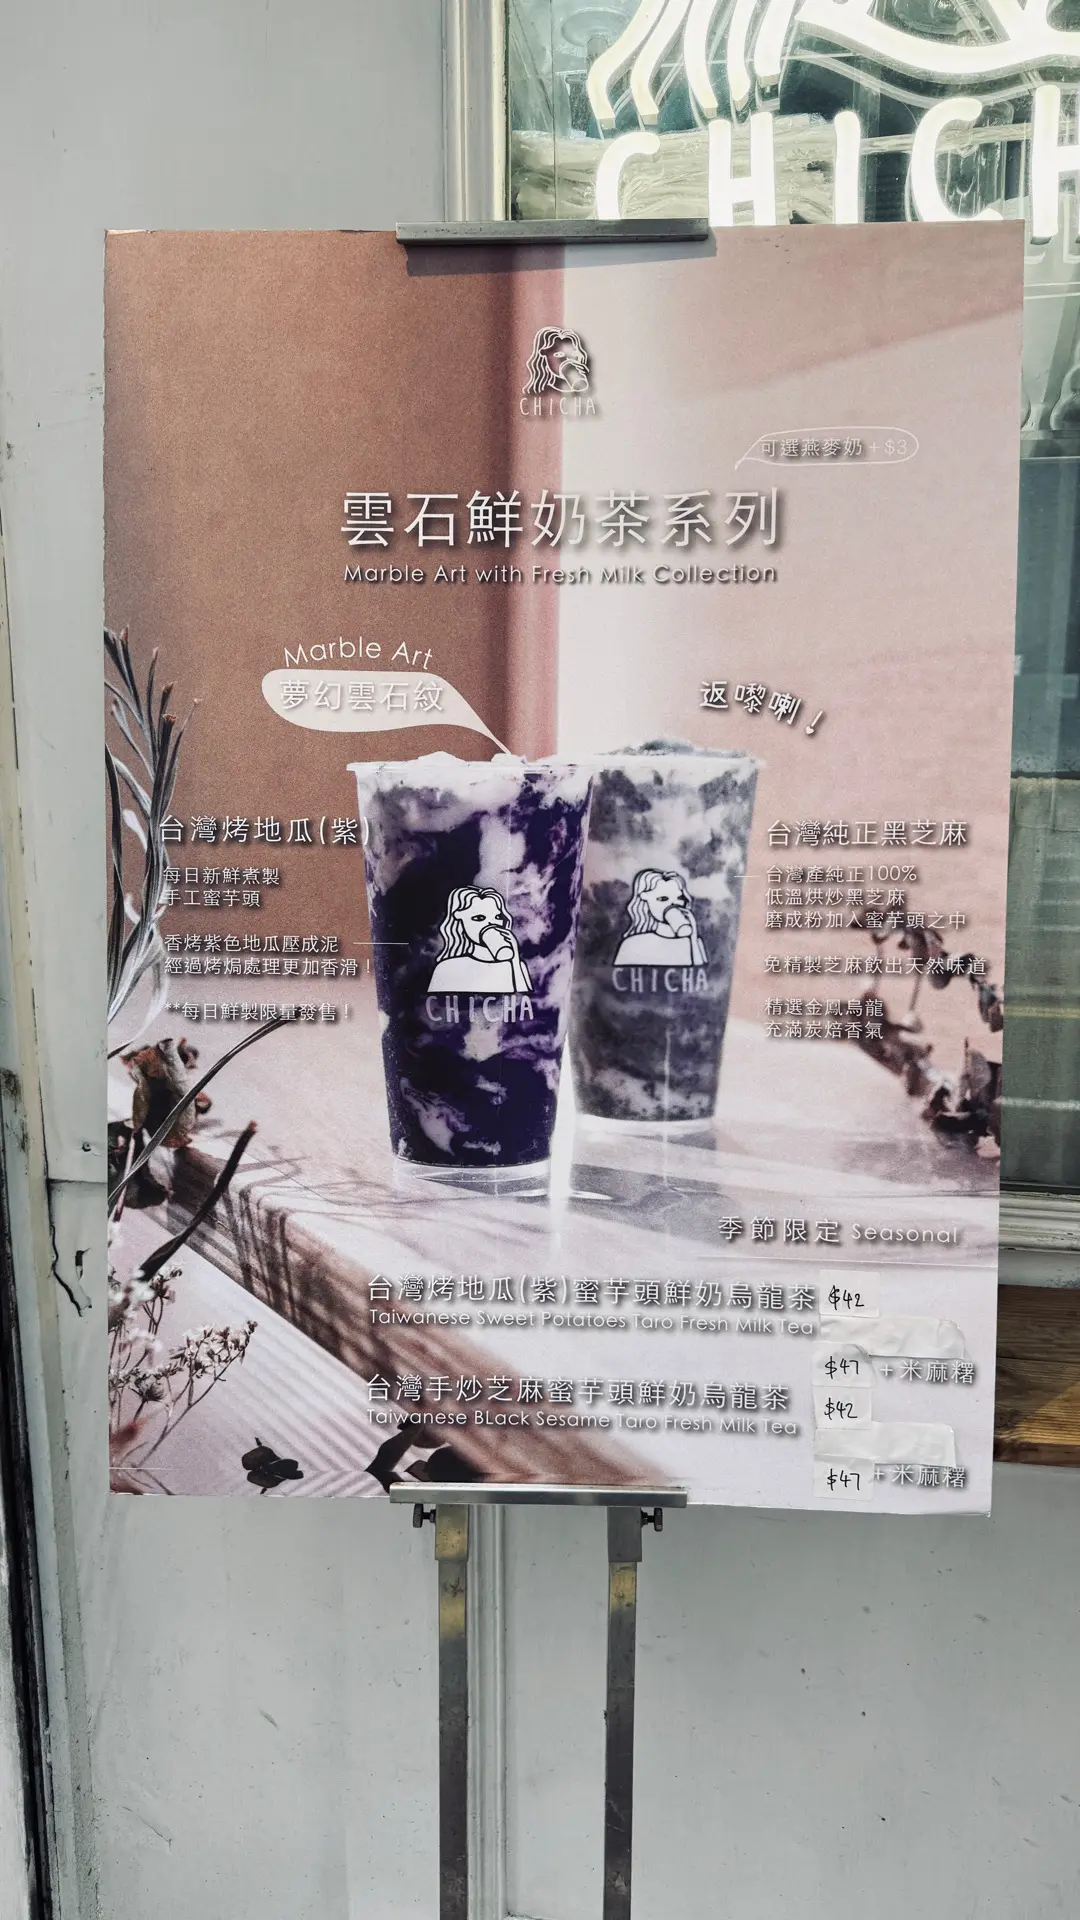 CHICH
CHICHA
可選燕麥奶 + $3
雲石鮮奶茶系列
Marble Art with Fresh Milk Collection
Marble Art
夢幻雲石紋
返嚟喇！
台灣烤地瓜(紫)
每日新鮮煮製
手工蜜芋頭
香烤紫色地瓜壓成泥
經過烤焗處理更加香滑！
**每日鮮製限量發售！
CHICHA
CHICHA
台灣純正黑芝麻
台灣產純正100%
低溫烘炒黑芝麻
磨成粉加入蜜芋頭之中
免精製芝麻飲出天然味道
精選金鳳烏龍
充滿炭焙香氣
季節限定 Seasonal
台灣烤地瓜(紫)蜜芋頭鮮奶烏龍茶 $42
Taiwanese Sweet Potatoes Taro Fresh Milk Tea
$47 + 米麻糬
台灣手炒芝麻蜜芋頭鮮奶烏龍茶 $42
Taiwanese BLack Sesame Taro Fresh Milk Tea
$47 + 米麻糬